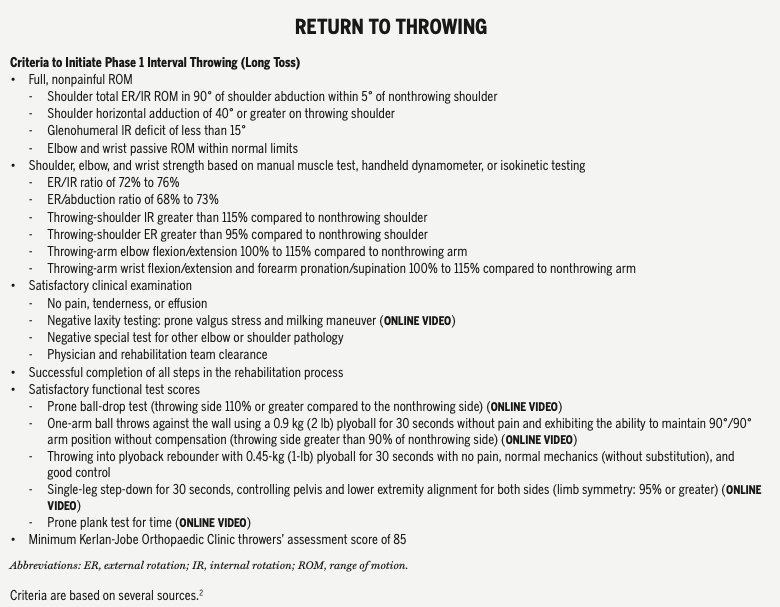 RETURN TO THROWING
Criteria to Initiate Phase 1 Interval Throwing (Long Toss)
• Full, nonpainful ROM
- Shoulder total ER/IR ROM in 90° of shoulder abduction within 5° of nonthrowing shoulder
- Shoulder horizontal adduction of 40° or greater on throwing shoulder
- Glenohumeral IR deficit of less than 15°
- Elbow and wrist passive ROM within normal limits
• Shoulder, elbow, and wrist strength based on manual muscle test, handheld dynamometer, or isokinetic testing
- ER/IR ratio of 72% to 76%
- ER/abduction ratio of 68% to 73%
- Throwing-shoulder IR greater than 115% compared to nonthrowing shoulder
- Throwing-shoulder ER greater than 95% compared to nonthrowing shoulder
- Throwing-arm elbow flexion/extension 100% to 115% compared to nonthrowing arm
- Throwing-arm wrist flexion/extension and forearm pronation/supination 100% to 115% compared to nonthrowing arm
• Satisfactory clinical examination
- No pain, tenderness, or effusion
- Negative laxity testing: prone valgus stress and milking maneuver (ONLINE VIDEO)
- Negative special test for other elbow or shoulder pathology
- Physician and rehabilitation team clearance
• Successful completion of all steps in the rehabilitation process
• Satisfactory functional test scores
- Prone ball-drop test (throwing side 110% or greater compared to the nonthrowing side) (ONLINE VIDEO)
- One-arm ball throws against the wall using a 0.9 kg (2 lb) plyoball for 30 seconds without pain and exhibiting the ability to maintain 90°/90°
arm position without compensation (throwing side greater than 90% of nonthrowing side) (ONLINE VIDEO)
- Throwing into plyoback rebounder with 0.45-kg (1-lb) plyoball for 30 seconds with no pain, normal mechanics (without substitution), and
good control
- Single-leg step-down for 30 seconds, controlling pelvis and lower extremity alignment for both sides (limb symmetry: 95% or greater) (ONLINE
VIDEO)
- Prone plank test for time (ONLINE VIDEO)
• Minimum Kerlan-Jobe Orthopaedic Clinic throwers' assessment score of 85
Abbreviations: ER, external rotation; IR, internal rotation; ROM, range of motion.
Criteria are based on several sources.²